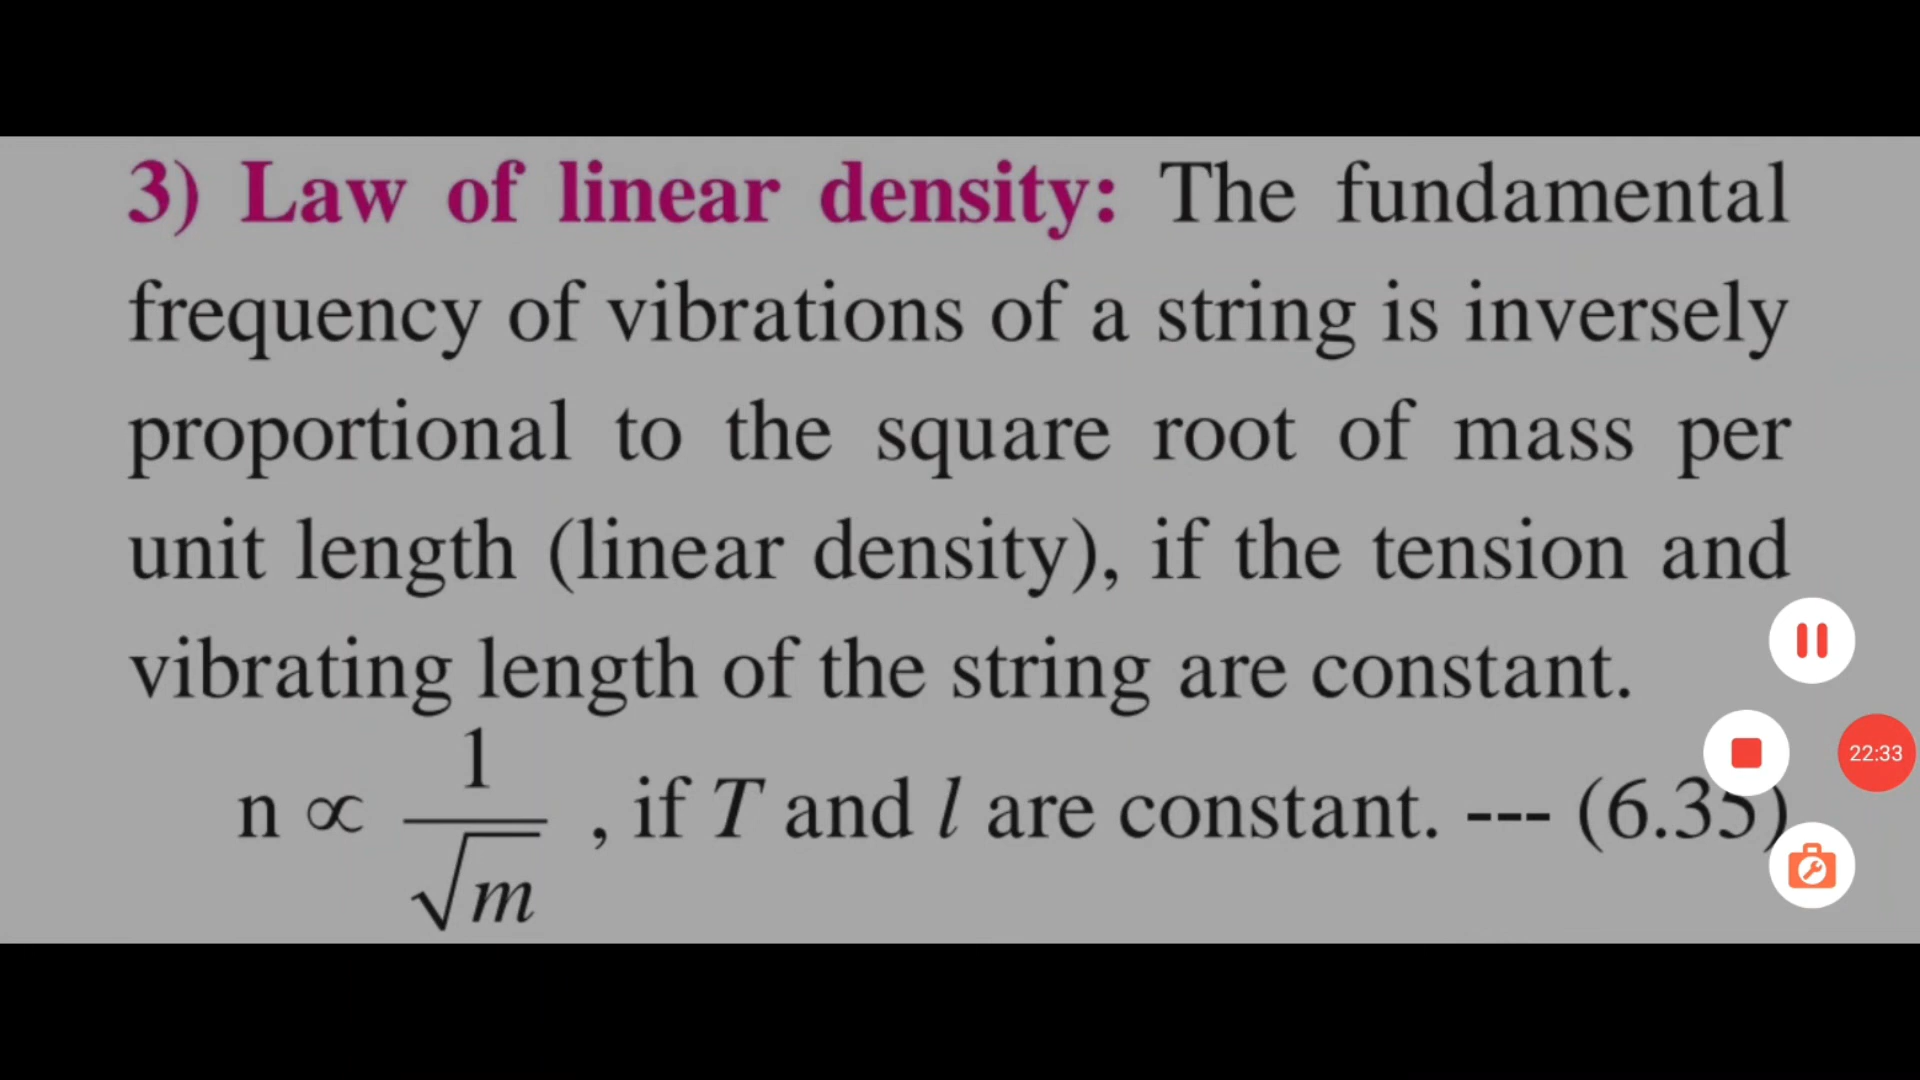 3) Law of linear density: The fundamental
frequency of vibrations of a string is inversely
proportional to the square root of mass per
unit length (linear density), if the tension and
vibrating length of the string are constant.
n ∝ 1/√m , if T and l are constant. --- (6.35)
22:33